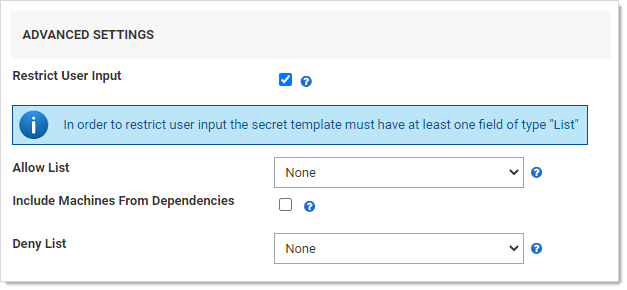 ADVANCED SETTINGS
Restrict User Input
In order to restrict user input the secret template must have at least one field of type "List"
Allow List
None
Include Machines From Dependencies
Deny List
None